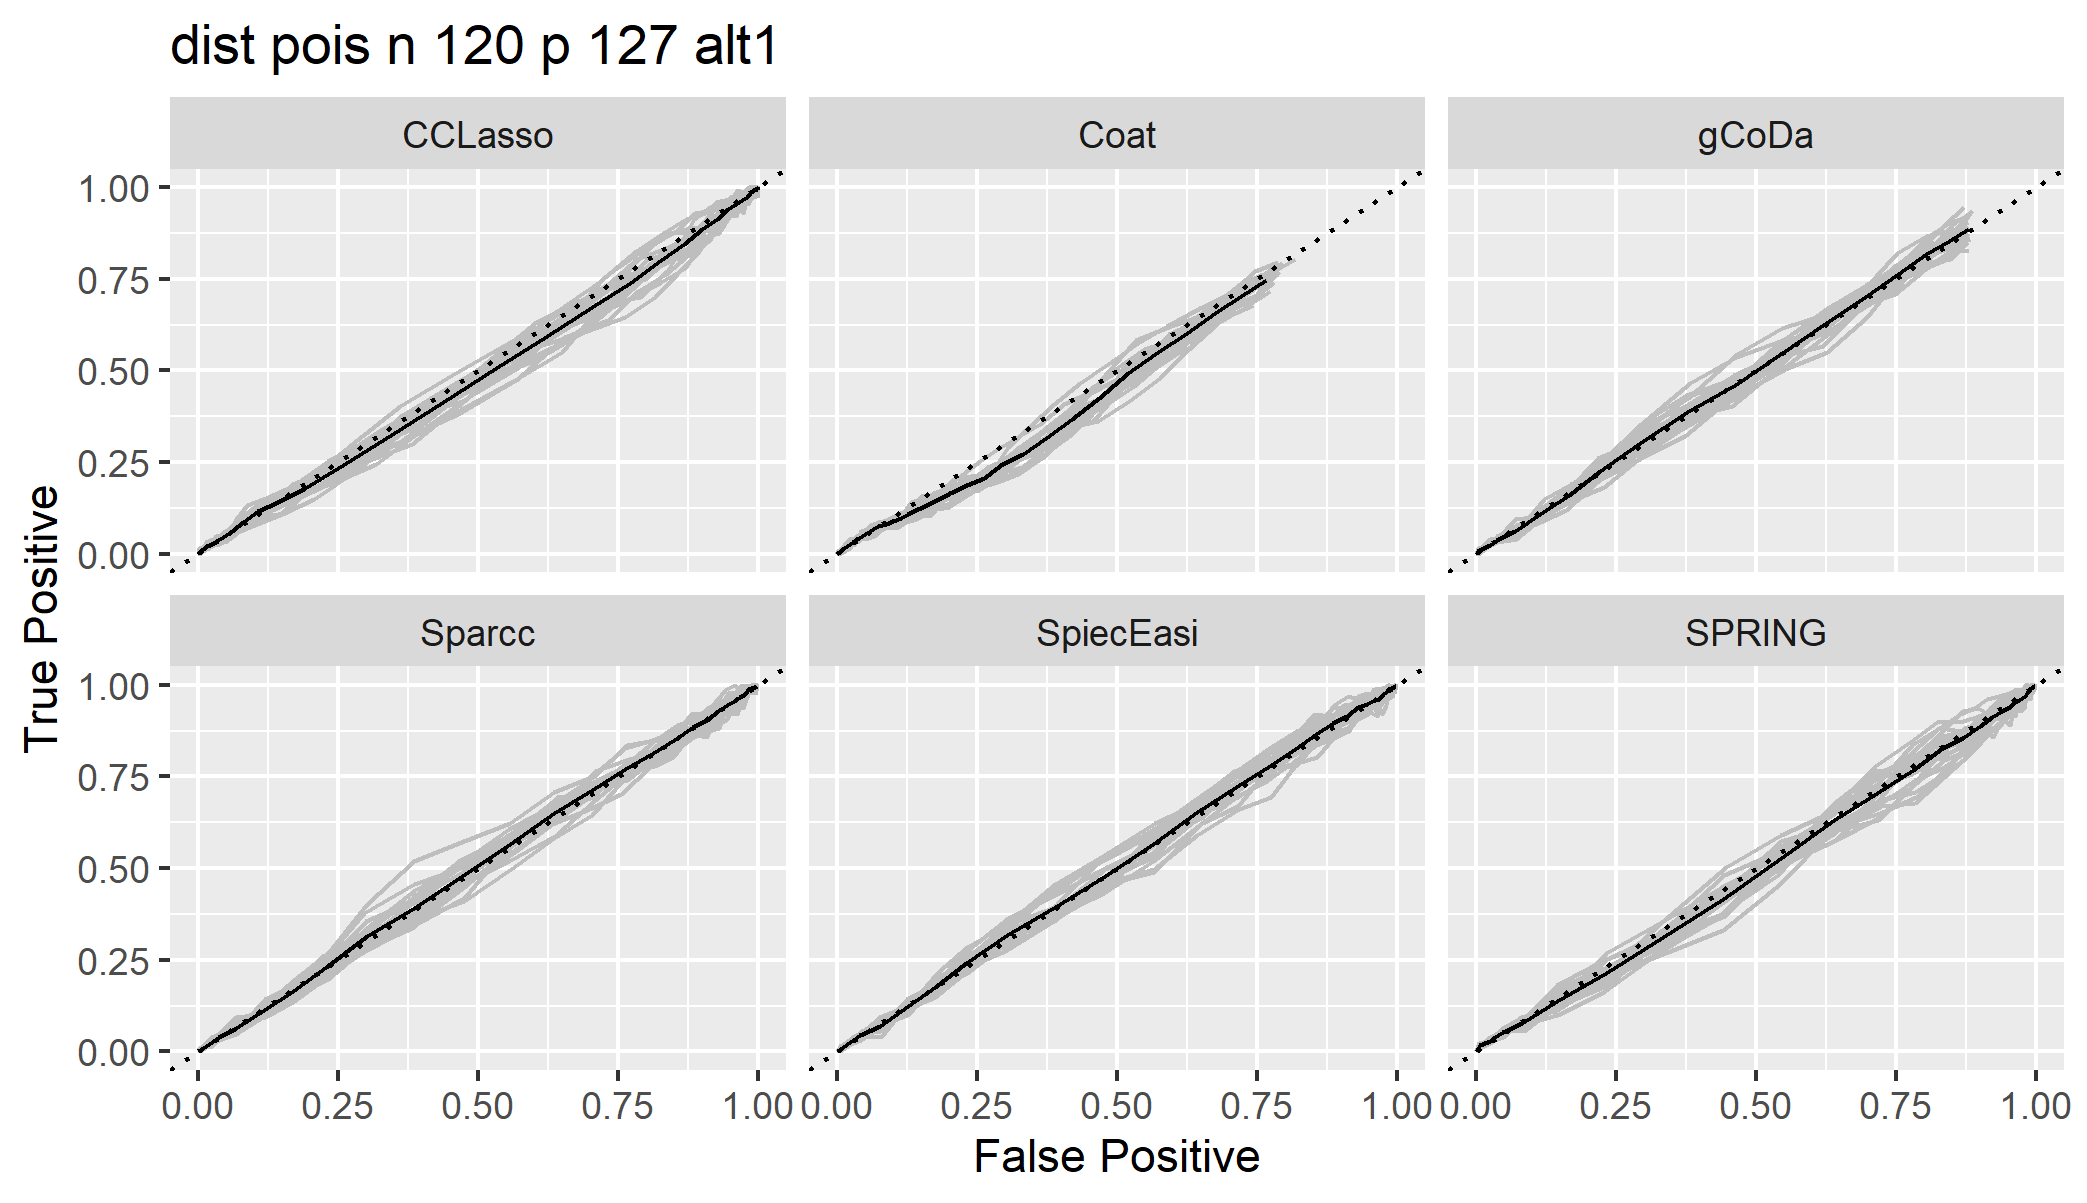 dist pois n 120 p 127 alt1
CCLasso
Coat
gCoDa
1.00
0.75
0.50
0.25
0.00
Sparcc
SpiecEasi
SPRING
1.00
0.75
0.50
0.25
0.00
True Positive
0.00 0.25 0.50 0.75 1.00
0.00 0.25 0.50 0.75 1.00
0.00 0.25 0.50 0.75 1.00
False Positive